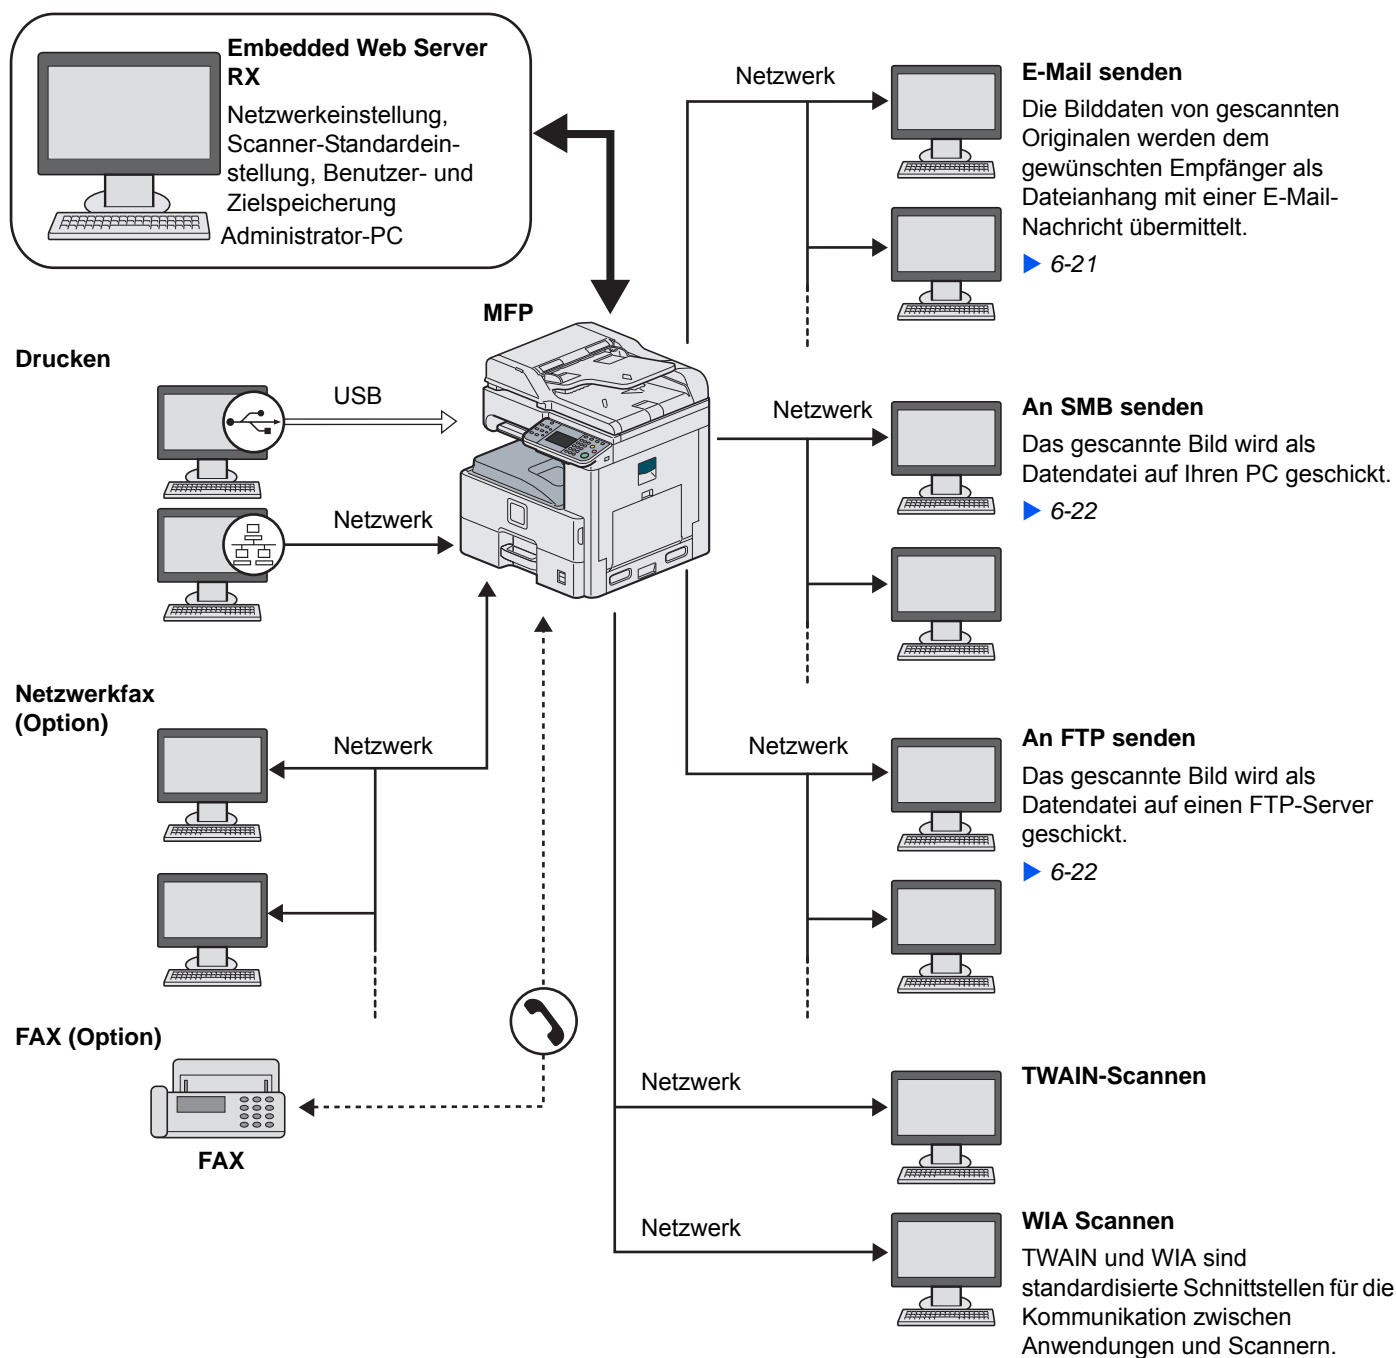 Embedded Web Server
RX
Netzwerkeinstellung,
Scanner-Standardein-
stellung, Benutzer- und
Zielspeicherung
Administrator-PC
MFP
Drucken
USB
Netzwerk
Netzwerkfax
(Option)
Netzwerk
FAX (Option)
FAX
Netzwerk
E-Mail senden
Die Bilddaten von gescannten
Originalen werden dem
gewünschten Empfänger als
Dateianhang mit einer E-Mail-
Nachricht übermittelt.
6-21
Netzwerk
An SMB senden
Das gescannte Bild wird als
Datendatei auf Ihren PC geschickt.
6-22
Netzwerk
An FTP senden
Das gescannte Bild wird als
Datendatei auf einen FTP-Server
geschickt.
6-22
Netzwerk
TWAIN-Scannen
Netzwerk
WIA Scannen
TWAIN und WIA sind
standardisierte Schnittstellen für die
Kommunikation zwischen
Anwendungen und Scannern.